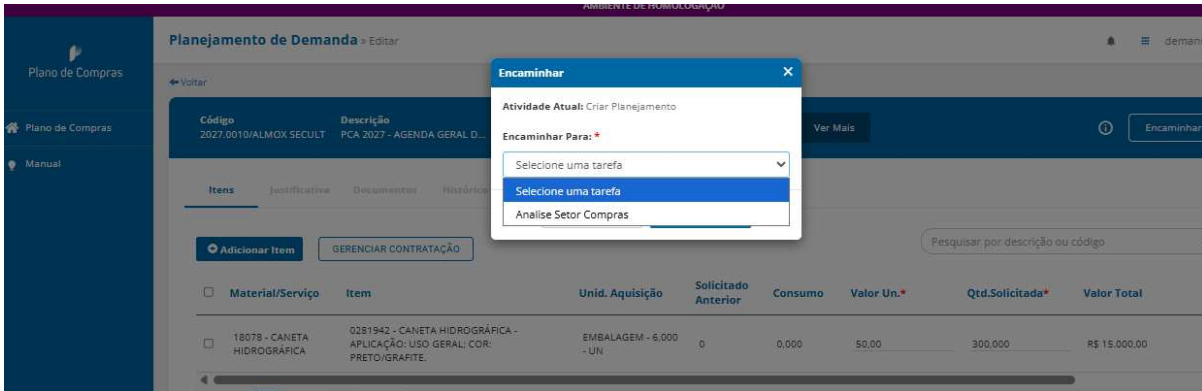 AMBIENTE DE HOMOLOGAÇÃO
Plano de Compras
Planejamento de Demanda » Editar
Voltar
Plano de Compras
Manual
Código
2027.0010/ALMOX SECULT
Descrição
PCA 2027 - AGENDA GERAL D...
Ver Mais
Encaminhar
Encaminhar
×
Atividade Atual: Criar Planejamento
Encaminhar Para: *
Selecione uma tarefa
Selecione uma tarefa
Analise Setor Compras
Itens Justificativa Documentos Histórico
Adicionar Item
GERENCIAR CONTRATAÇÃO
Pesquisar por descrição ou código
Material/Serviço Item Unid. Aquisição Solicitado Anterior Consumo Valor Un.* Qtd.Solicitada* Valor Total
18078 - CANETA HIDROGRÁFICA
0281942 - CANETA HIDROGRÁFICA -
APLICAÇÃO: USO GERAL; COR:
PRETO/GRAFITE.
EMBALAGEM - 6,000
- UN
0 0,000 50,00 300,000 R$ 15.000,00